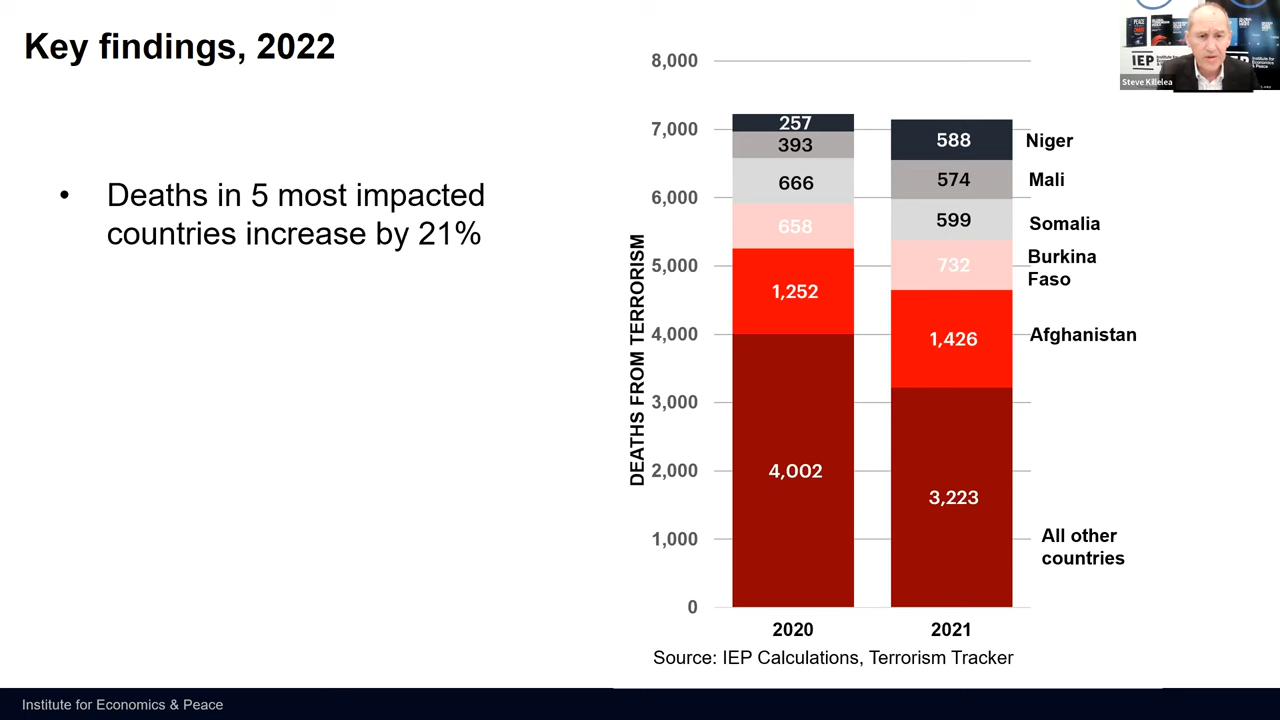 Key findings, 2022
• Deaths in 5 most impacted
countries increase by 21%
DEATHS FROM TERRORISM
8,000
7,000
6,000
5,000
4,000
3,000
2,000
1,000
0
257
393
666
658
1,252
4,002
588
574
599
732
1,426
3,223
Niger
Mali
Somalia
Burkina
Faso
Afghanistan
All other
countries
2020
2021
Source: IEP Calculations, Terrorism Tracker
Institute for Economics & Peace
IEP
Steve Killelea